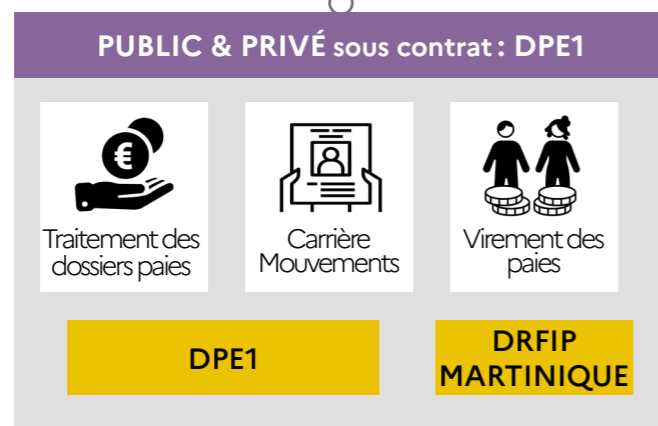 PUBLIC & PRIVÉ sous contrat : DPE1
€
Traitement des
dossiers paies
Carrière
Mouvements
Virement des
paies
DPE1
DRFIP
MARTINIQUE